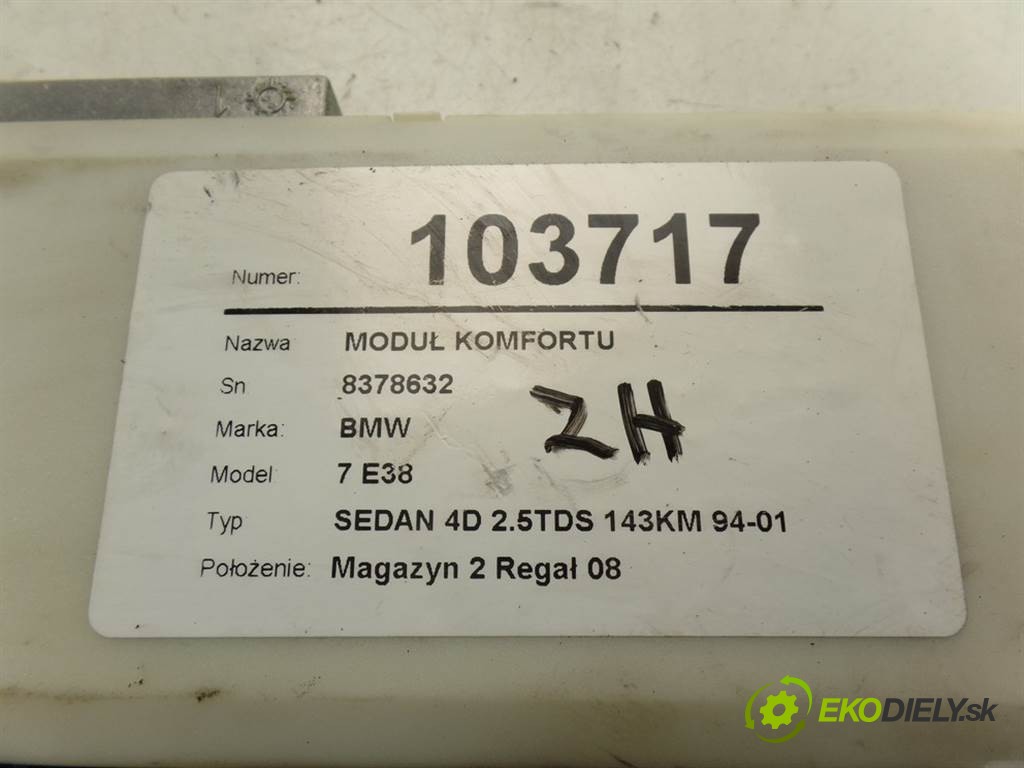 103717
Numer:
Nazwa MODUŁ KOMFORTU
Sn 8378632
Marka: BMW
Model 7 E38
Typ SEDAN 4D 2.5TDS 143KM 94-01
Położenie: Magazyn 2 Regał 08
ZH
EKODIELY.sk